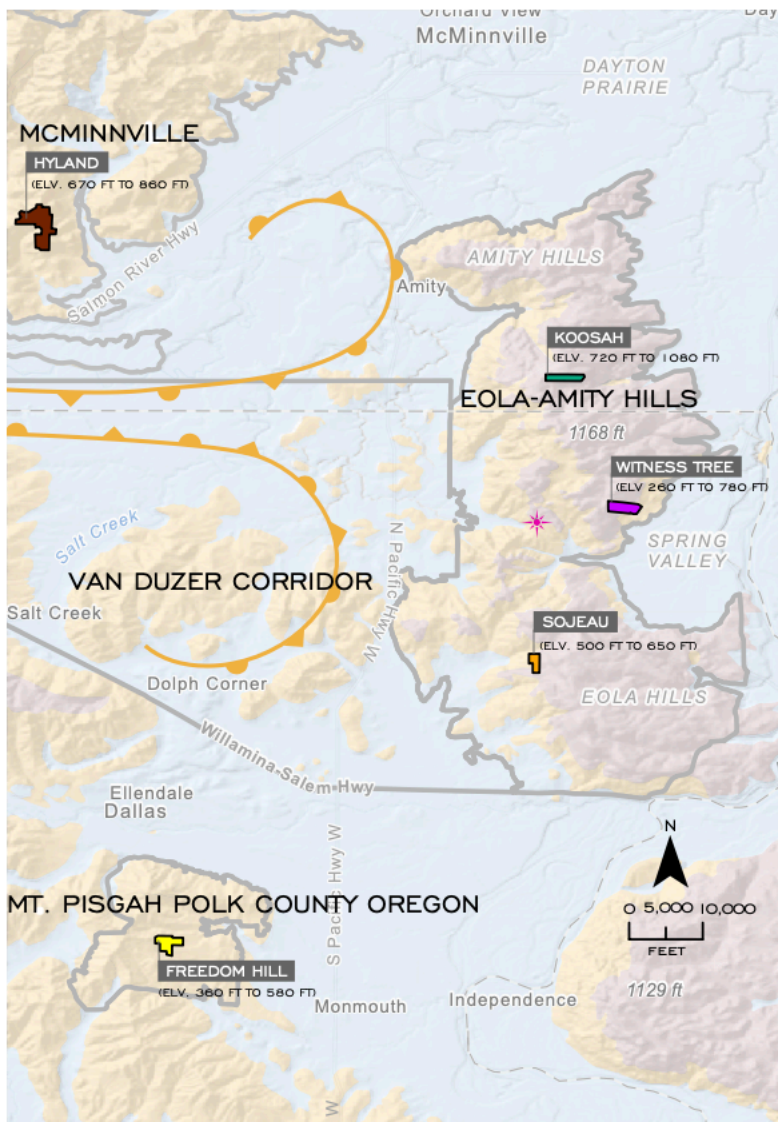 Orchard View
McMinnville
Day
DAYTON
PRAIRIE
MCMINNVILLE
HYLAND
(ELV. 670 FT TO 860 FT)
Salmon River Hwy
AMITY HILLS
Amity
KOOSAH
(ELV. 720 FT TO 1080 FT)
EOLA-AMITY HILLS
1168 ft
WITNESS TREE
(ELV 260 FT TO 780 FT)
Salt Creek
N Pacific Hwy W
SPRING
VALLEY
VAN DUZER CORRIDOR
Salt Creek
SOJEAU
(ELV. 500 FT TO 650 FT)
Dolph Corner
EOLA HILLS
Willamina-Salem Hwy
Ellendale
Dallas
N
S Pacific Hwy W
MT. PISGAH POLK COUNTY OREGON
0 5,000 10,000
FEET
FREEDOM HILL
(ELV. 360 FT TO 580 FT)
1129 ft
Monmouth
Independence
W